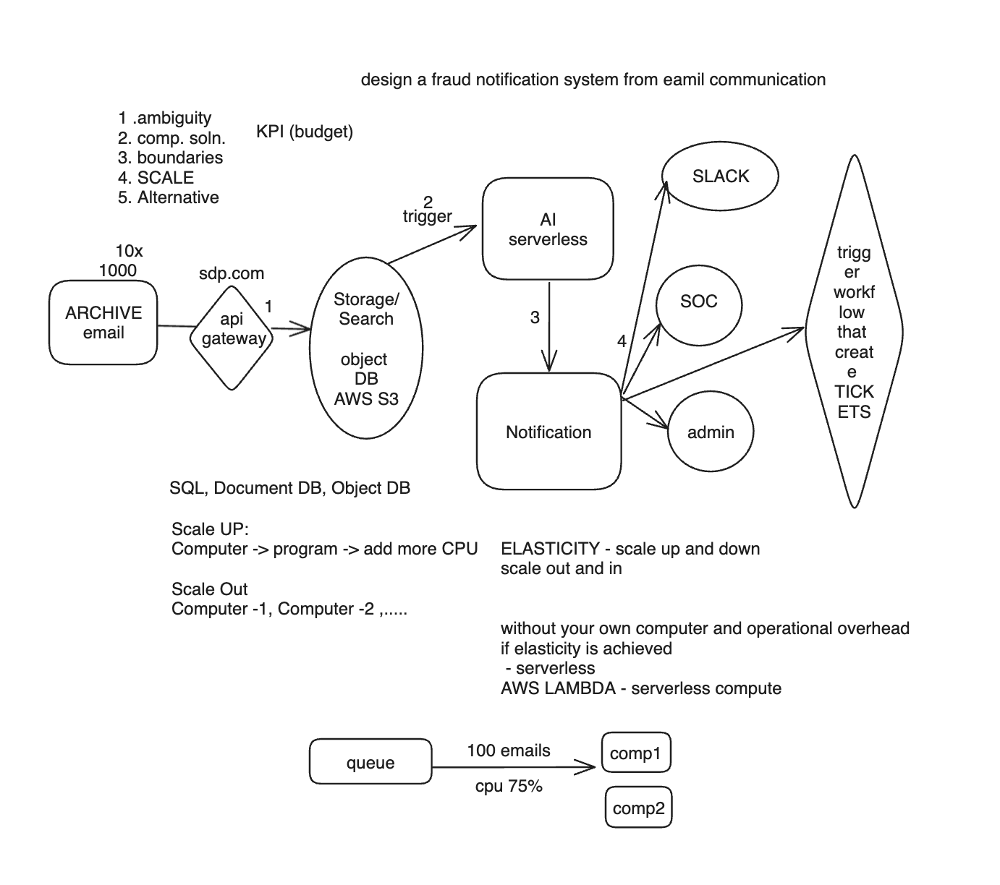 design a fraud notification system from eamil communication
1 .ambiguity
2. comp. soln.
3. boundaries
4. SCALE
5. Alternative
KPI (budget)
10x
1000
ARCHIVE
email
sdp.com
api
gateway
1
Storage/
Search
object
DB
AWS S3
2
trigger
AI
serverless
3
Notification
4
SLACK
SOC
admin
trigg
er
workf
low
that
creat
e
TICK
ETS
SQL, Document DB, Object DB
Scale UP:
Computer -> program -> add more CPU
Scale Out
Computer -1, Computer -2 ,.....
ELASTICITY - scale up and down
scale out and in
without your own computer and operational overhead
if elasticity is achieved
- serverless
AWS LAMBDA - serverless compute
queue
100 emails
cpu 75%
comp1
comp2